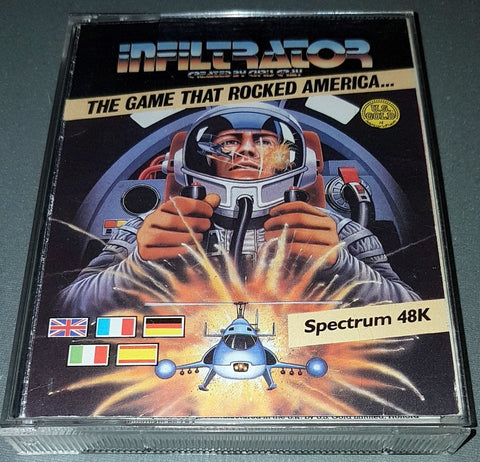 INFILTRATOR
CREATED BY CHRIS GRAY
THE GAME THAT ROCKED AMERICA...
U.S.
GOLD
Spectrum 48K